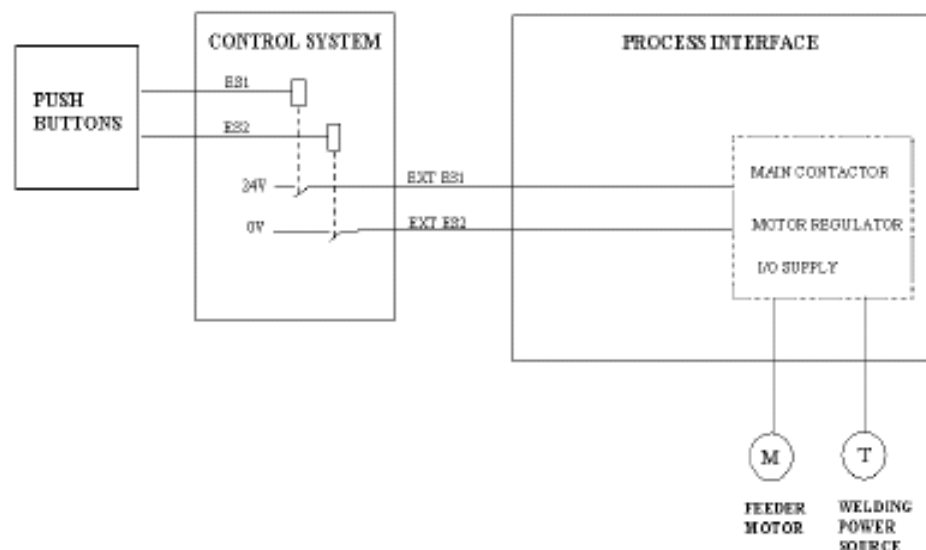 CONTROL SYSTEM
PROCESS INTERFACE
PUSH
BUTTONS
ES1
ES2
24V
0V
EXT ES1
EXT ES2
MAIN CONTACTOR
MOTOR REGULATOR
I/O SUPPLY
M
T
FEEDER
MOTOR
WELDING
POWER
SOURCE